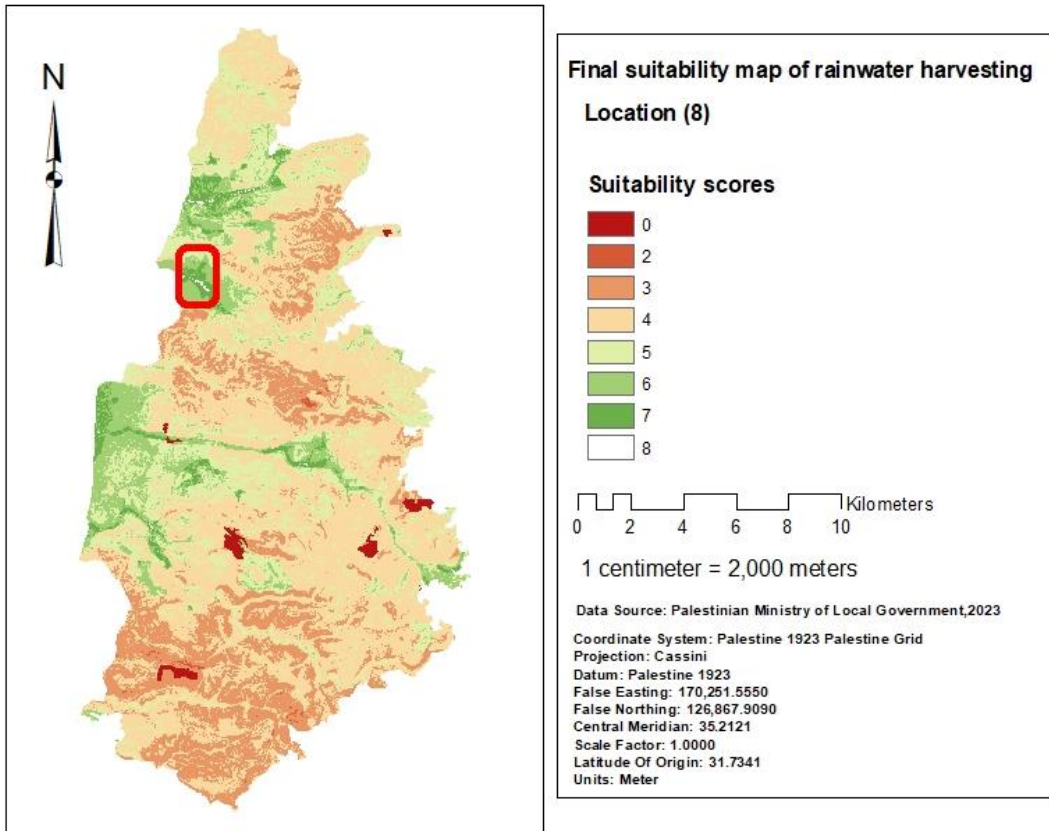 N
Final suitability map of rainwater harvesting
Location (8)
Suitability scores
0
2
3
4
5
6
7
8
Kilometers
0 2 4 6 8 10
1 centimeter = 2,000 meters
Data Source: Palestinian Ministry of Local Government,2023
Coordinate System: Palestine 1923 Palestine Grid
Projection: Cassini
Datum: Palestine 1923
False Easting: 170,251.5550
False Northing: 126,867.9090
Central Meridian: 35.2121
Scale Factor: 1.0000
Latitude Of Origin: 31.7341
Units: Meter